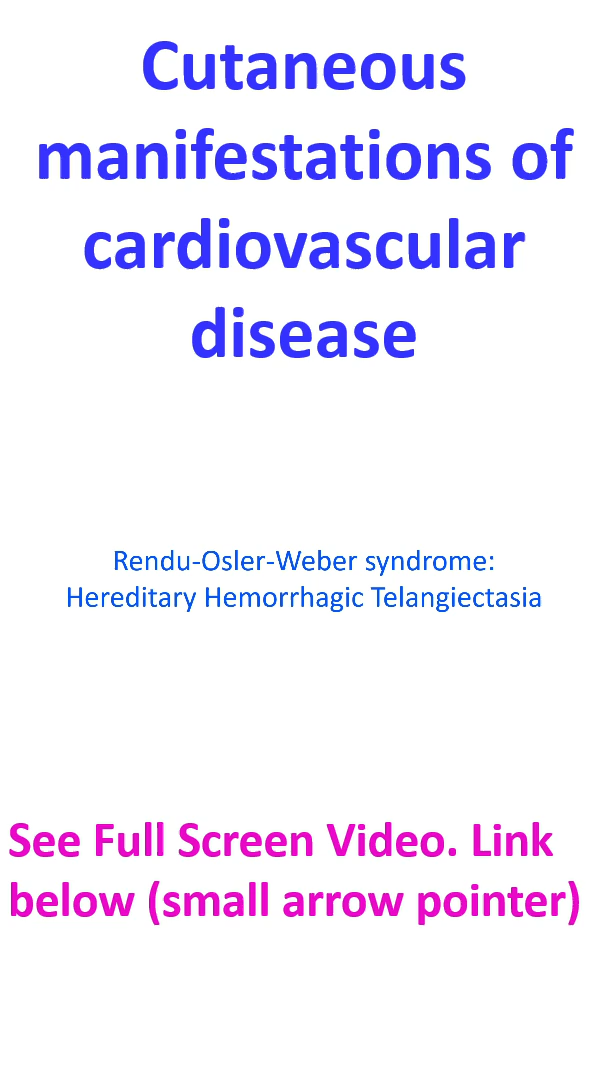 Cutaneous
manifestations of
cardiovascular
disease
Rendu-Osler-Weber syndrome:
Hereditary Hemorrhagic Telangiectasia
See Full Screen Video. Link
below (small arrow pointer)